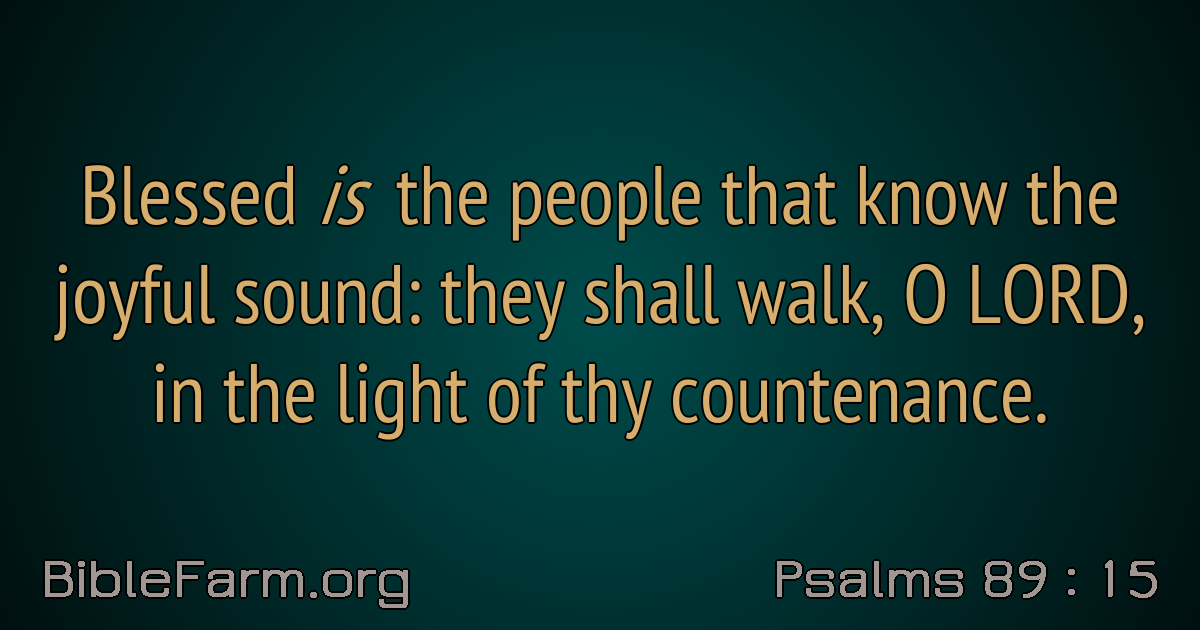 Blessed is the people that know the
joyful sound: they shall walk, O LORD,
in the light of thy countenance.
BibleFarm.org
Psalms 89 : 15